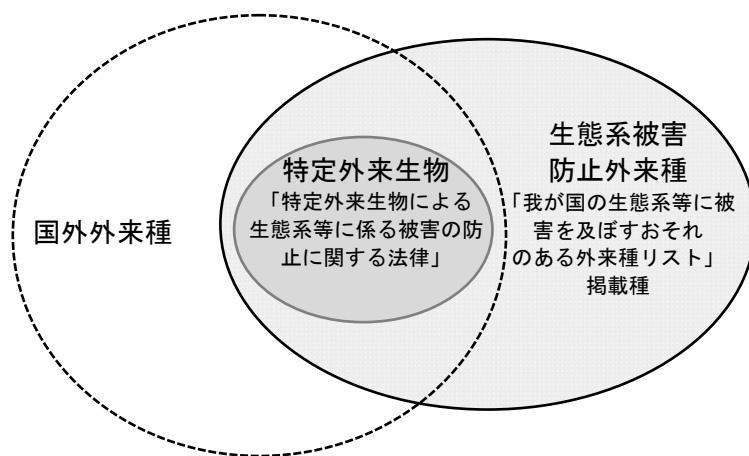 国外外来種
特定外来生物
「特定外来生物による
生態系等に係る被害の防
止に関する法律」
生態系被害
防止外来種
「我が国の生態系等に被
害を及ぼすおそれ
のある外来種リスト」
掲載種